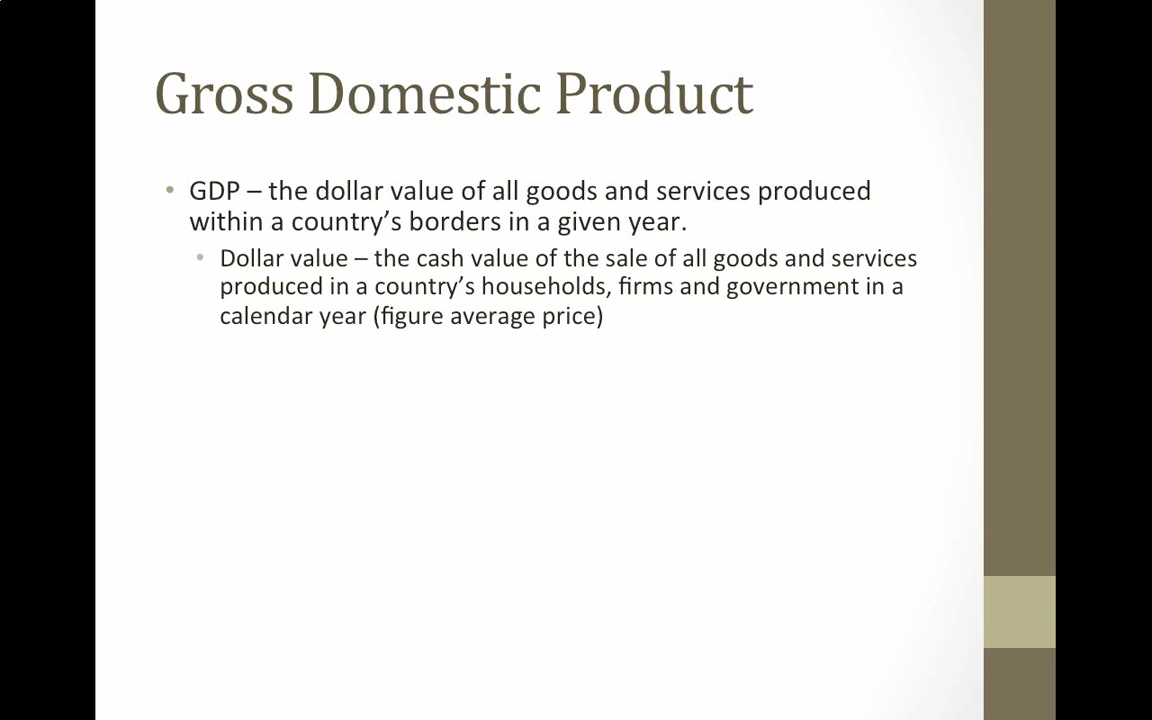 Gross Domestic Product
• GDP – the dollar value of all goods and services produced
within a country’s borders in a given year.
• Dollar value – the cash value of the sale of all goods and services
produced in a country’s households, firms and government in a
calendar year (figure average price)